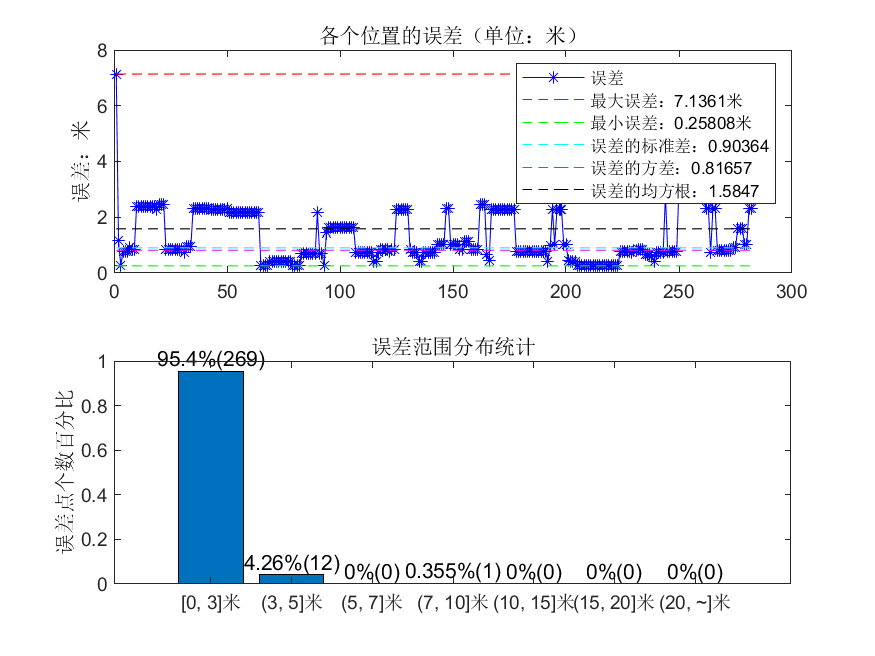 各个位置的误差（单位：米）
误差：米
8
6
4
2
0
0 50 100 150 200 250 300
误差
最大误差：7.1361米
最小误差：0.25808米
误差的标准差：0.90364
误差的方差：0.81657
误差的均方根：1.5847
误差范围分布统计
误差点个数百分比
1
0.8
0.6
0.4
0.2
0
95.4%(269)
4.26%(12) 0%(0) 0.355%(1) 0%(0) 0%(0) 0%(0)
[0, 3]米 (3, 5]米 (5, 7]米 (7, 10]米 (10, 15]米 (15, 20]米 (20, ~]米